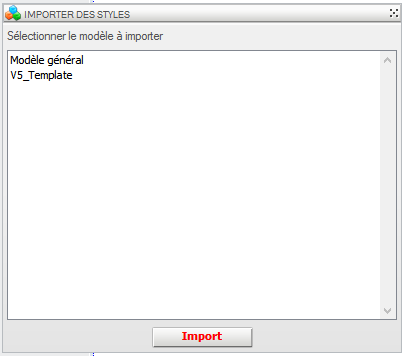 IMPORTER DES STYLES
Sélectionner le modèle à importer
Modèle général
V5_Template
Import